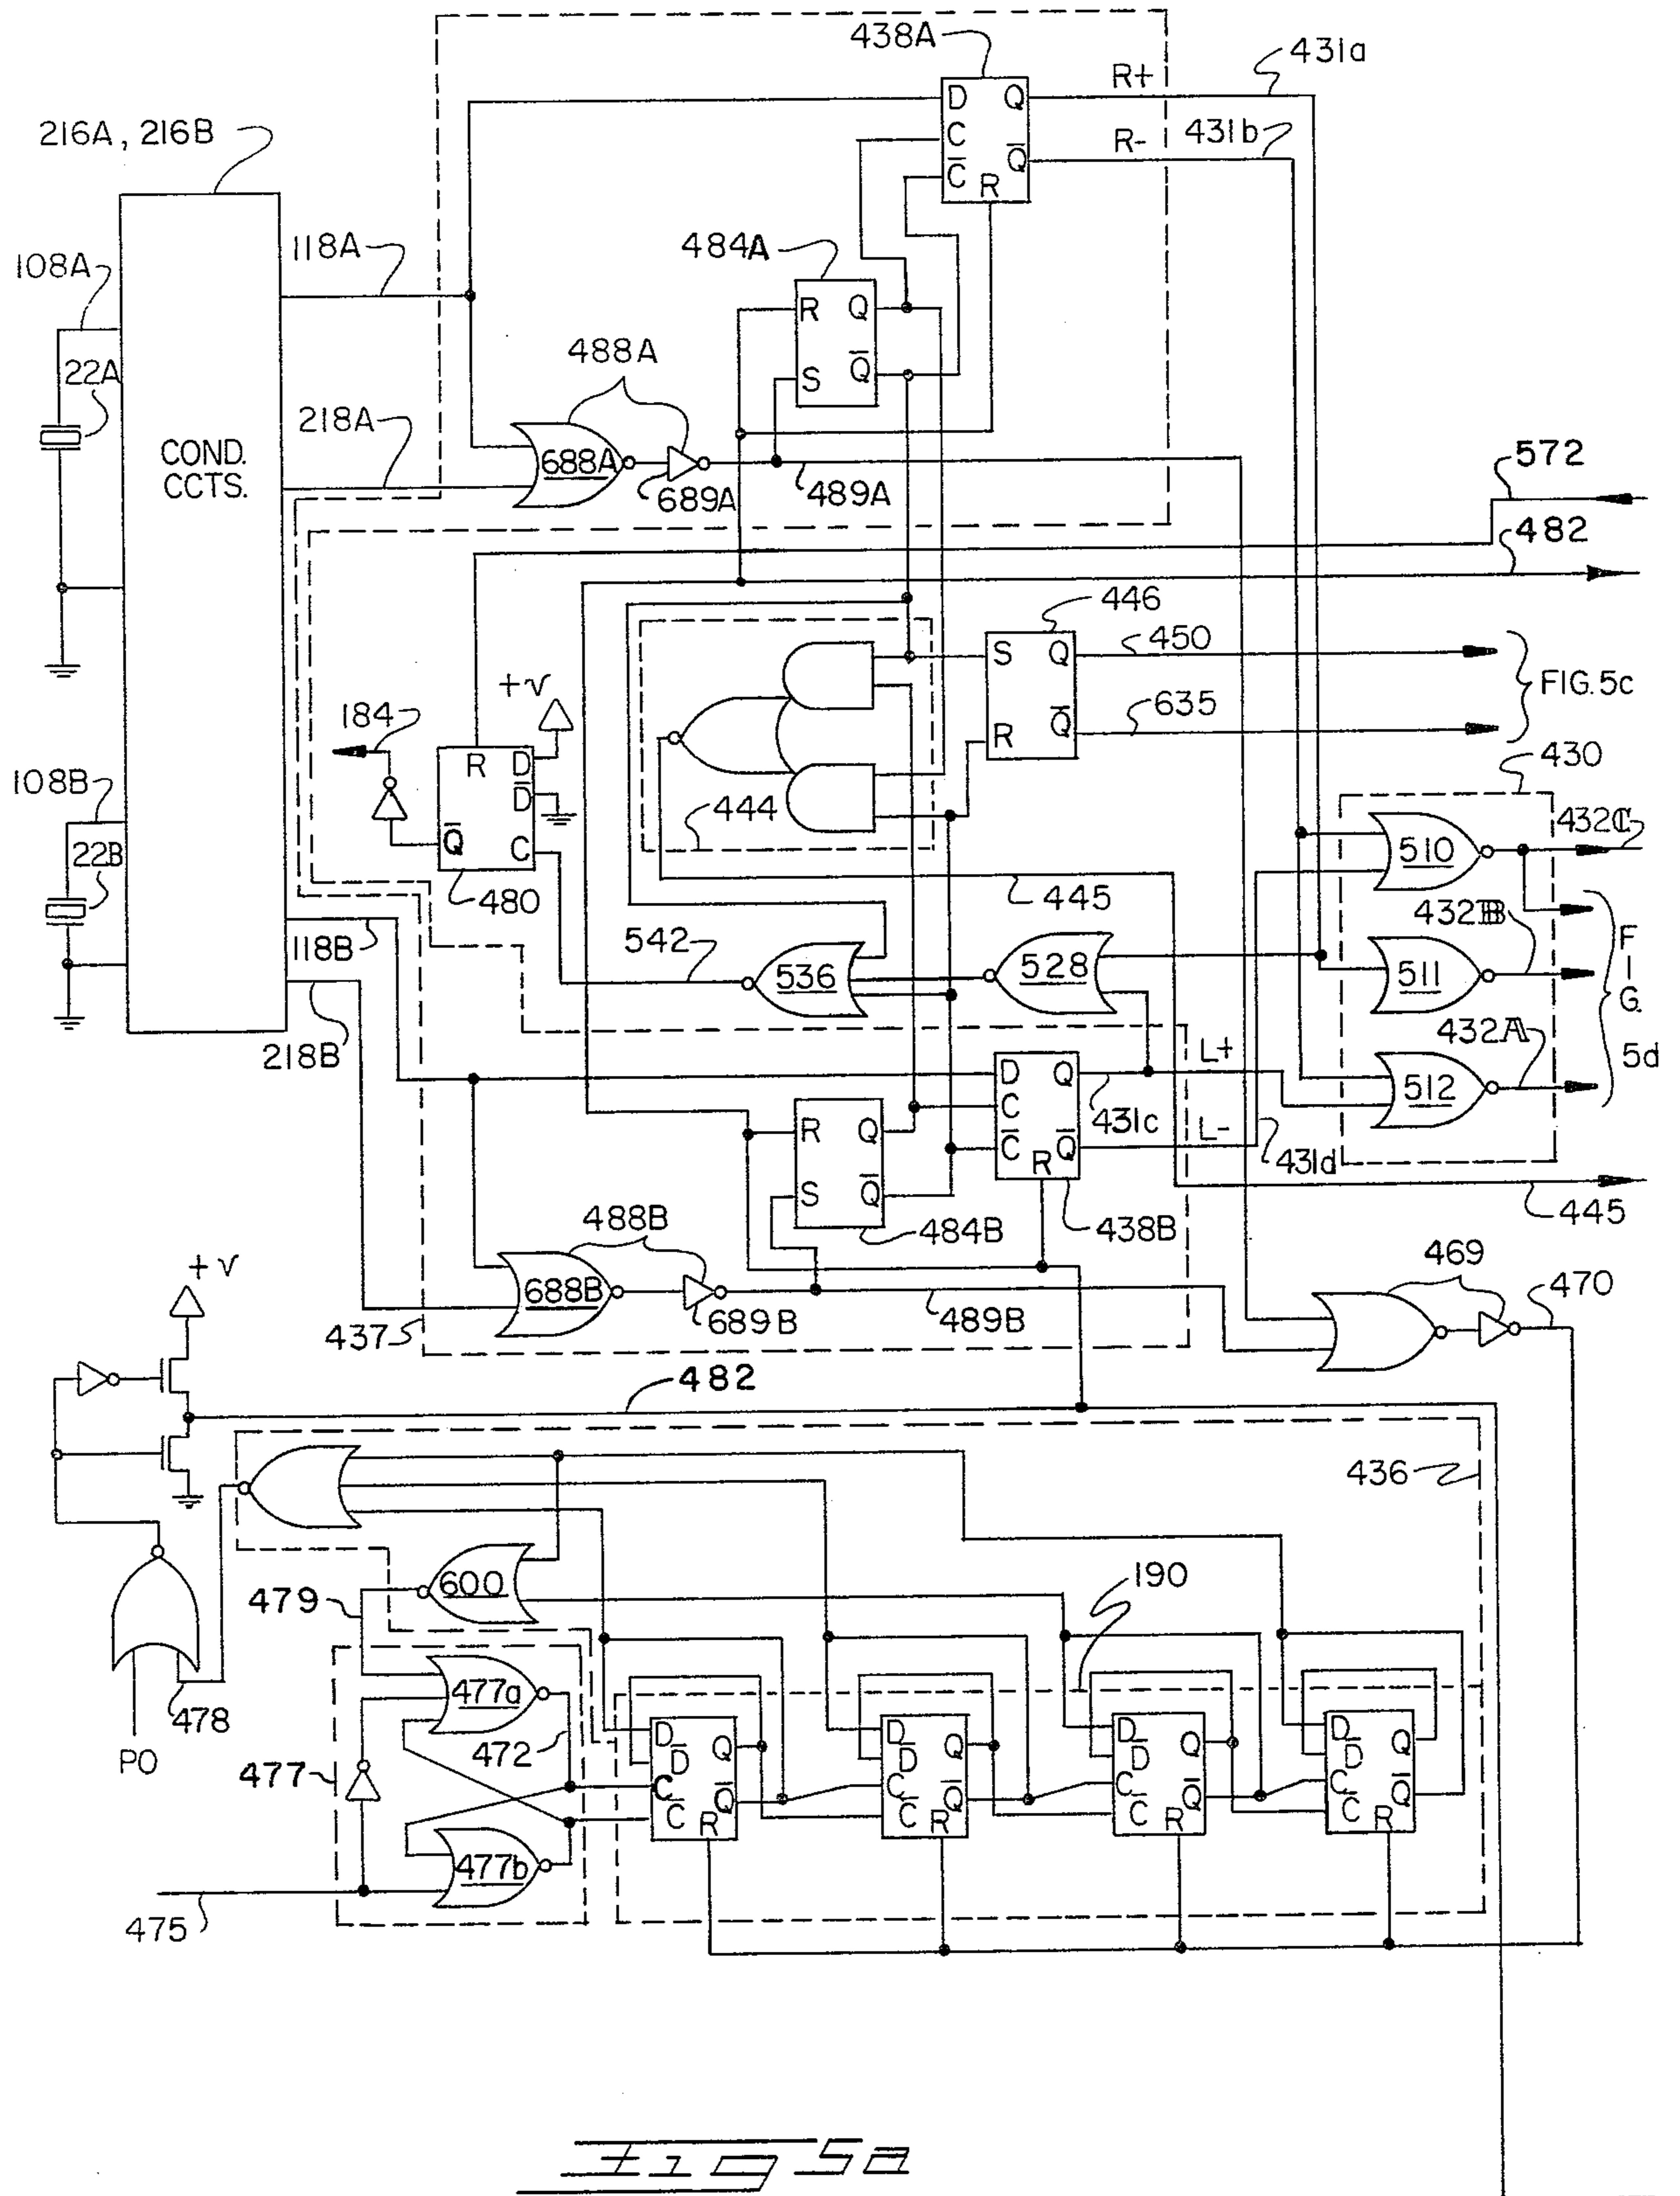 438A
431a
R+
D Q
216A, 216B
C
431b
R-
Q̅
C̅
R
118A
484A
108A
R Q
488A
22A
Q̅
S
218A
COND.
CCTS.
688A
572
689A
489A
482
446
450
S Q
+v
FIG. 5c
184
635
R Q̅
430
R D
D̅
108B
432C
444
510
22B
Q̅
C
480
445
432B
118B
542
528
F
I
G.
5d
536
511
432A
218B
L+
D Q
512
431c
C
R Q
L-
C̅
Q̅
R
431d
S Q̅
445
488B
484B
438B
469
+v
470
688B
689B
489B
437
482
436
600
190
479
477a
478
472
D
D̅
Q
C
Q̅
C̅
R
D
D̅
Q
C
Q̅
C̅
R
D
D̅
Q
C
Q̅
C̅
R
D
D̅
Q
C
Q̅
C̅
R
PO
477
477b
475
Fig 5a